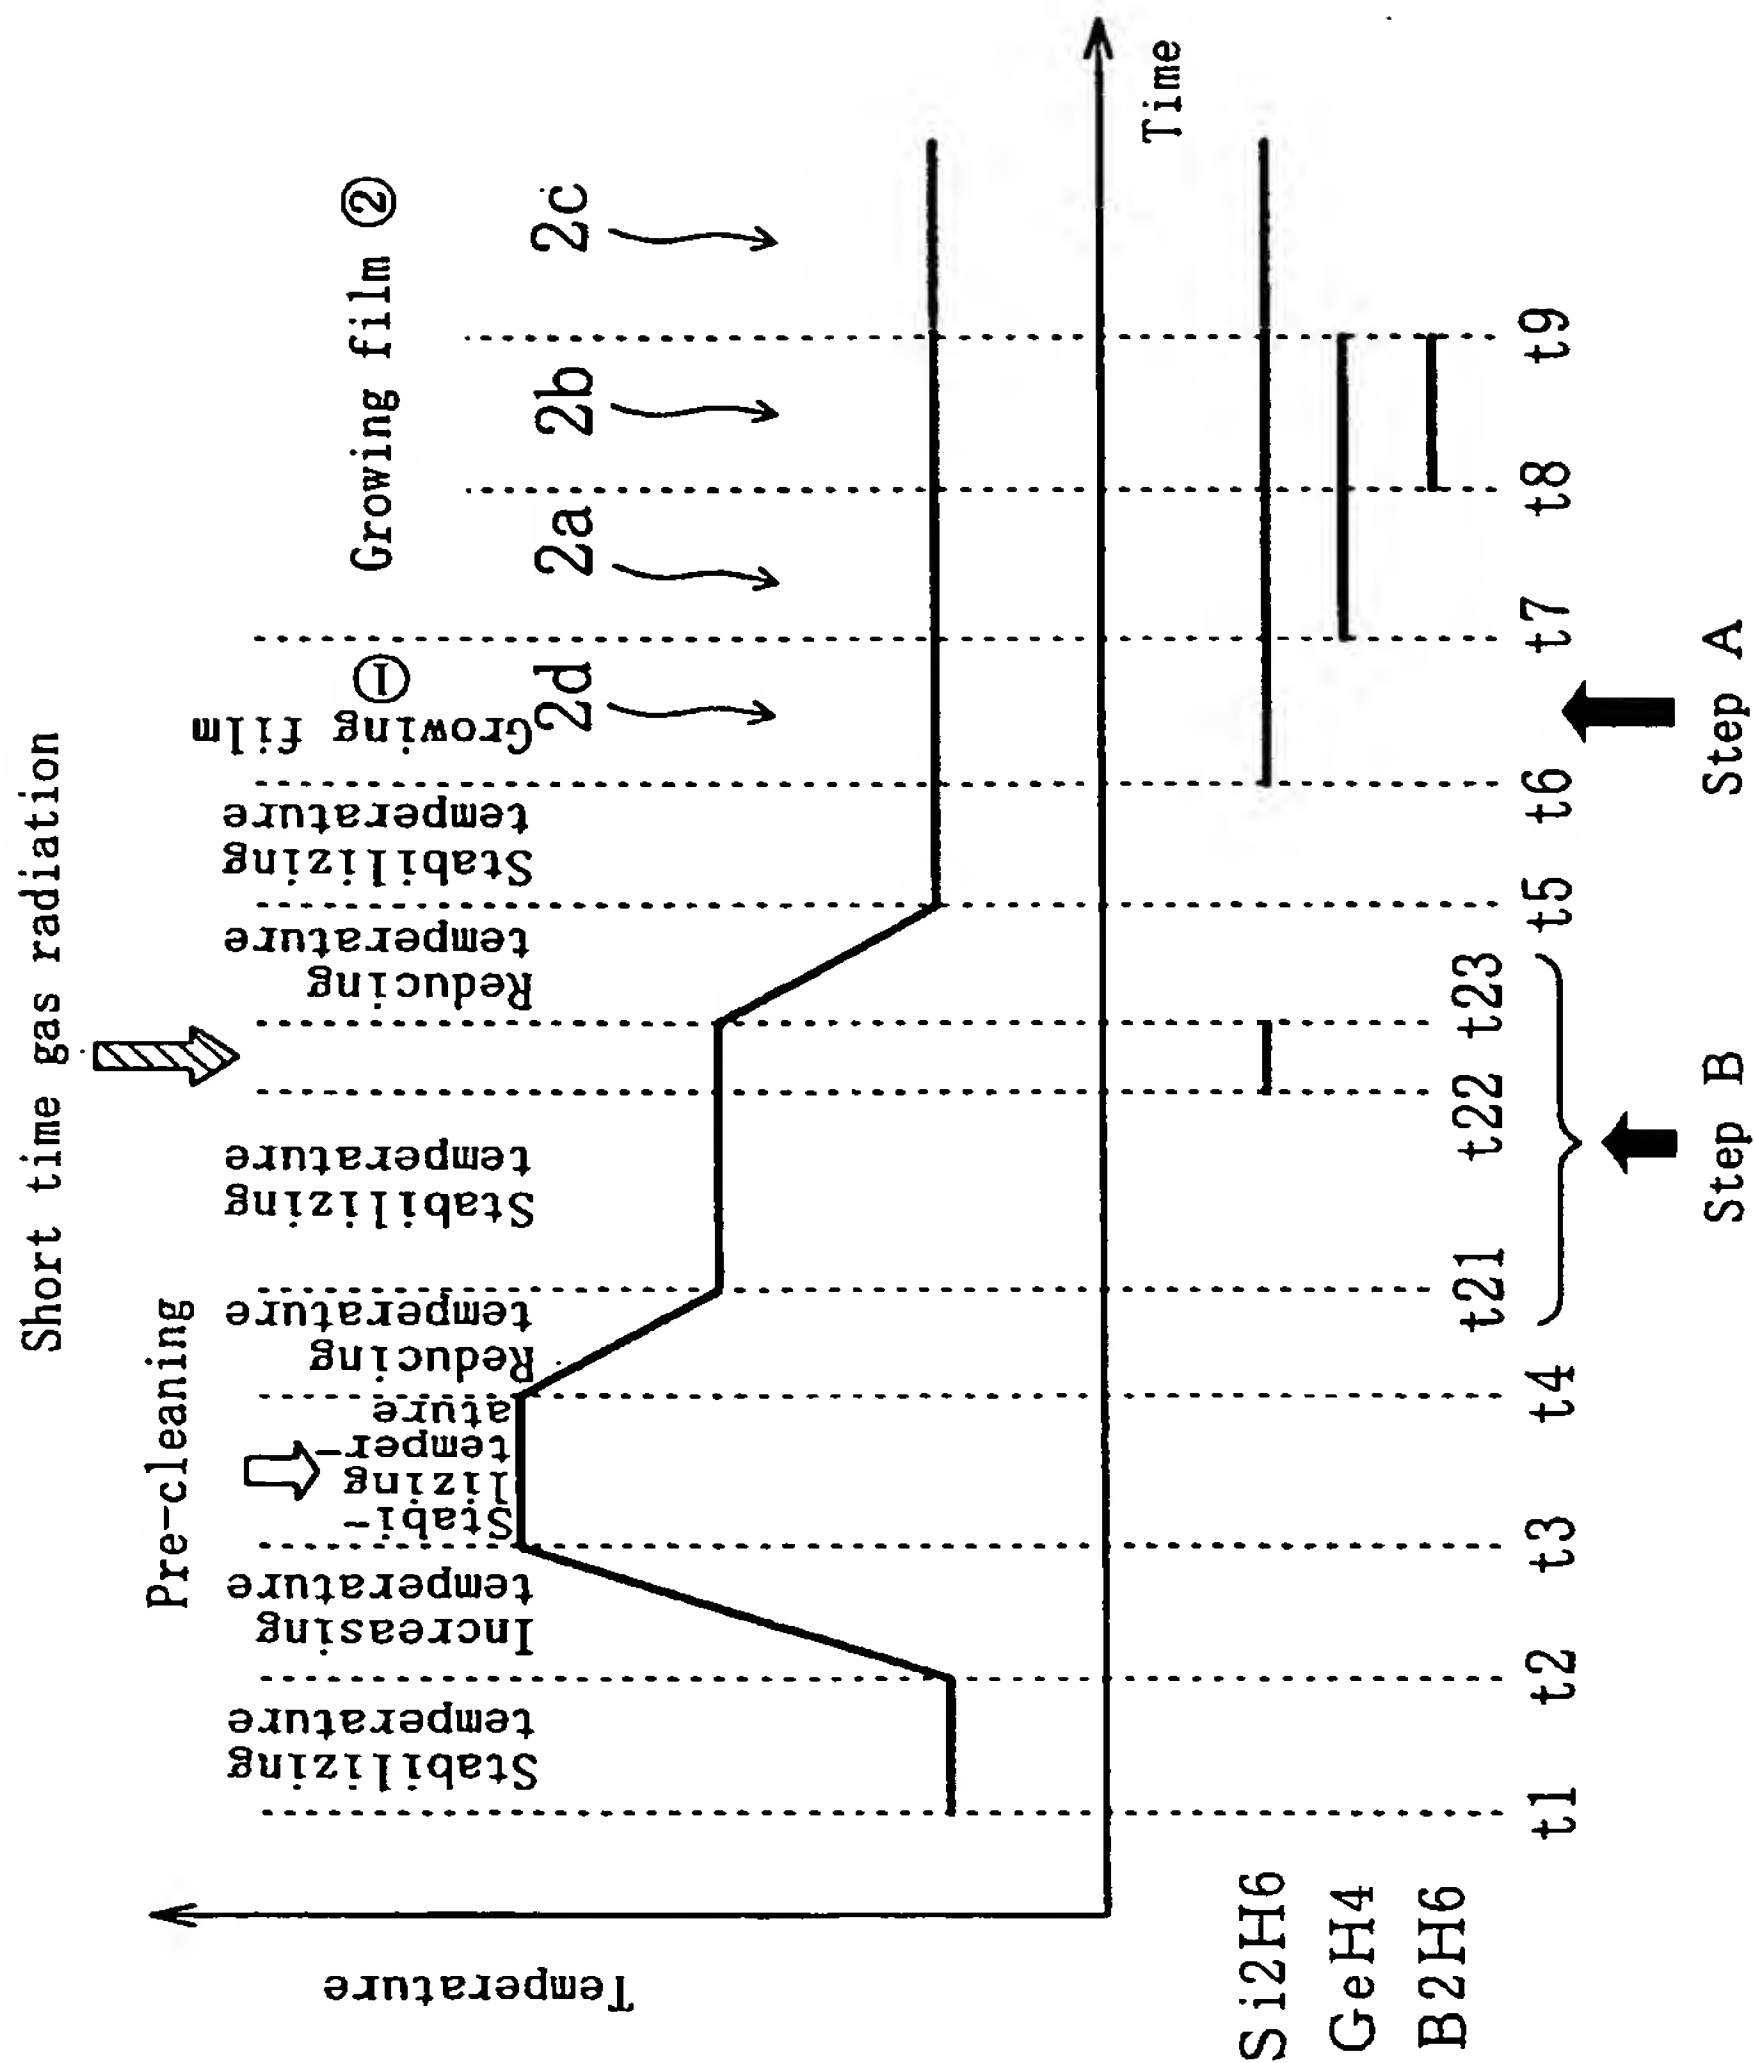 Short time gas radiation
Pre-cleaning
Growing film ②
Stabilizing
temperature
Increasing
temperature
Stabi-
lizing
temper-
ature
Reducing
temperature
Stabilizing
temperature
Reducing
temperature
Stabilizing
temperature
Growing film
①
2d
2a
2b
2c
Temperature
Time
Si2H6
GeH4
B2H6
t1
t2
t3
t4
t21
t22
t23
t5
t6
t7
t8
t9
Step B
Step A